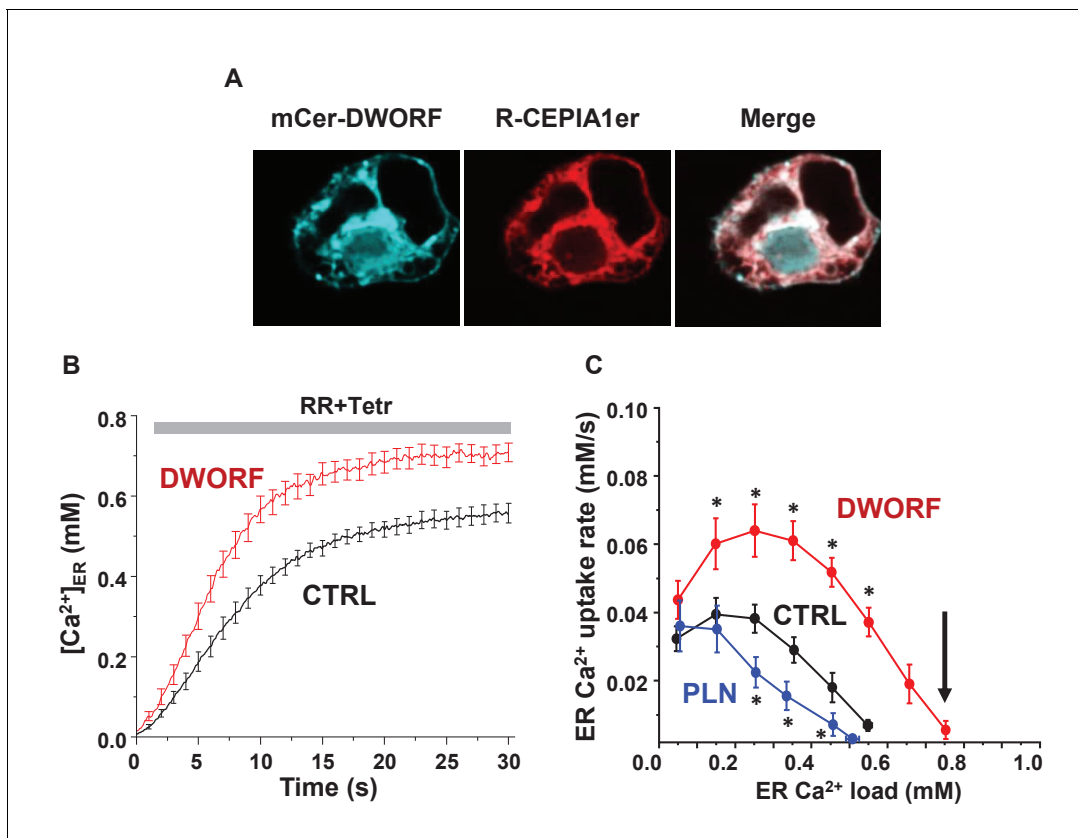 A
mCer-DWORF R-CEPIA1er Merge
B
RR+Tetr
DWORF
CTRL
[Ca²⁺]ER (mM)
0.8
0.6
0.4
0.2
0.0
0 5 10 15 20 25 30
Time (s)
C
DWORF
CTRL
PLN
* * * * *
* * *
ER Ca²⁺ uptake rate (mM/s)
0.10
0.08
0.06
0.04
0.02
0.0 0.2 0.4 0.6 0.8 1.0
ER Ca²⁺ load (mM)